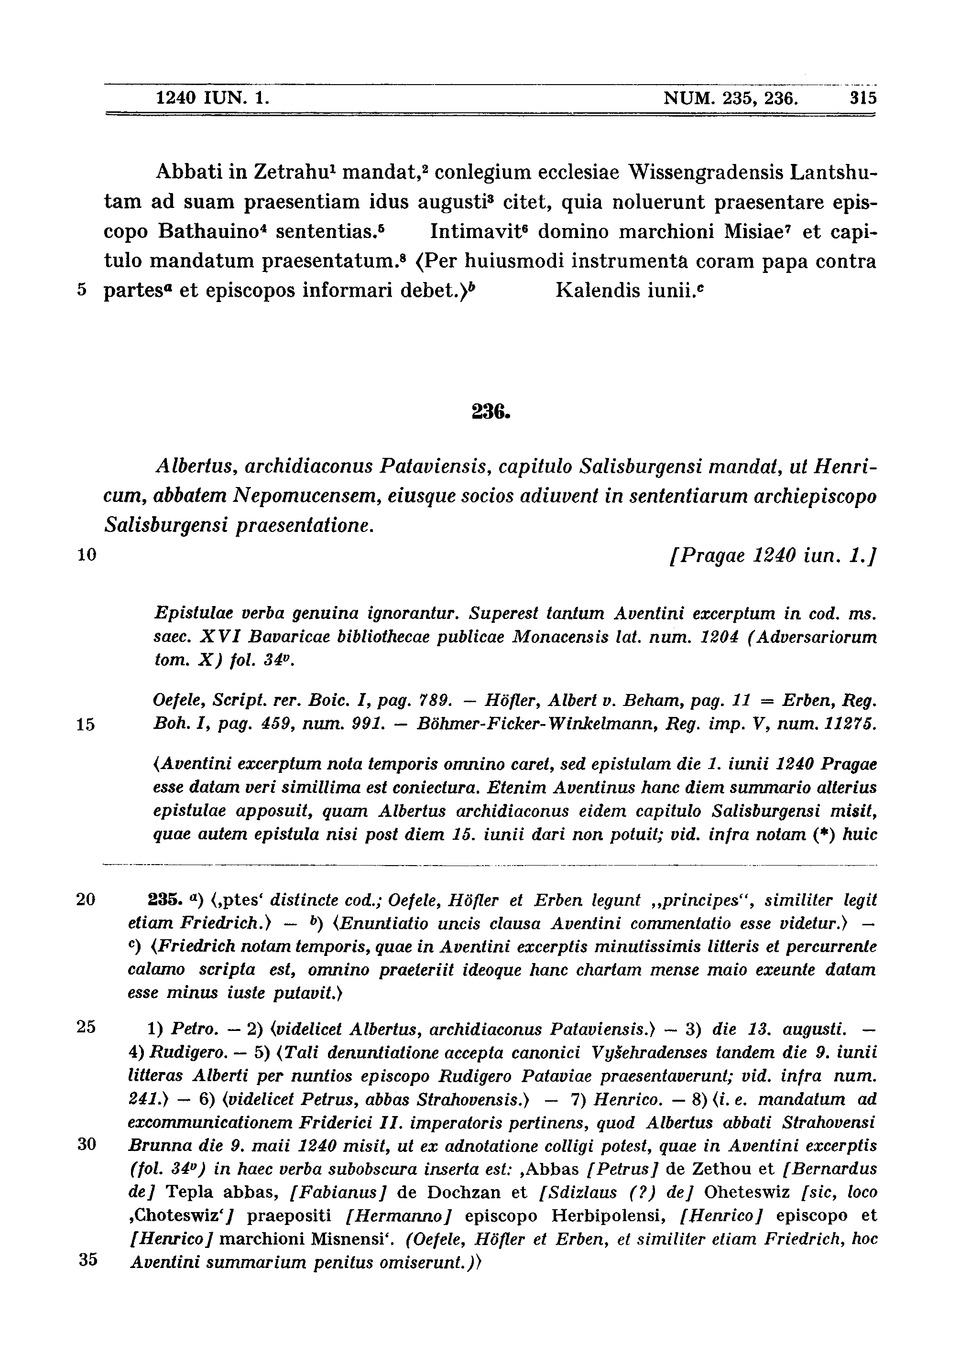 1240 IUN. 1. NUM. 235, 236. 315
Abbati in Zetrahu¹ mandat,² conlegium ecclesiae Wissengradensis Lantshu-
tam ad suam praesentiam idus augusti³ citet, quia noluerunt praesentare epis-
copo Bathauino⁴ sententias.⁵ Intimavit⁶ domino marchioni Misiae⁷ et capi-
tulo mandatum praesentatum.⁸ ⟨Per huiusmodi instrumenta coram papa contra
5 partesᵃ et episcopos informari debet.⟩ᵇ Kalendis iunii.ᶜ
236.
Albertus, archidiaconus Pataviensis, capitulo Salisburgensi mandat, ut Henri-
cum, abbatem Nepomucensem, eiusque socios adiuvent in sententiarum archiepiscopo
Salisburgensi praesentatione.
10 [Pragae 1240 iun. 1.]
Epistulae verba genuina ignorantur. Superest tantum Aventini excerptum in cod. ms.
saec. XVI Bavaricae bibliothecae publicae Monacensis lat. num. 1204 (Adversariorum
tom. X) fol. 34ᵛ.
Oefele, Script. rer. Boic. I, pag. 789. — Höfler, Albert v. Beham, pag. 11 = Erben, Reg.
15 Boh. I, pag. 459, num. 991. — Böhmer-Ficker-Winkelmann, Reg. imp. V, num. 11275.
⟨Aventini excerptum nota temporis omnino caret, sed epistulam die 1. iunii 1240 Pragae
esse datam veri simillima est coniectura. Etenim Aventinus hanc diem summario alterius
epistulae apposuit, quam Albertus archidiaconus eidem capitulo Salisburgensi misit,
quae autem epistula nisi post diem 15. iunii dari non potuit; vid. infra notam (*) huic
20 235. ᵃ) ⟨‚ptes‘ distincte cod.; Oefele, Höfler et Erben legunt ,,principes“, similiter legit
etiam Friedrich.⟩ — ᵇ) ⟨Enuntiatio uncis clausa Aventini commentatio esse videtur.⟩ —
ᶜ) ⟨Friedrich notam temporis, quae in Aventini excerptis minutissimis litteris et percurrente
calamo scripta est, omnino praeteriit ideoque hanc chartam mense maio exeunte datam
esse minus iuste putavit.⟩
25 1) Petro. — 2) ⟨videlicet Albertus, archidiaconus Pataviensis.⟩ — 3) die 13. augusti. —
4) Rudigero. — 5) ⟨Tali denuntiatione accepta canonici Vyšehradenses tandem die 9. iunii
litteras Alberti per nuntios episcopo Rudigero Pataviae praesentaverunt; vid. infra num.
241.⟩ — 6) ⟨videlicet Petrus, abbas Strahovensis.⟩ — 7) Henrico. — 8) ⟨i. e. mandatum ad
excommunicationem Friderici II. imperatoris pertinens, quod Albertus abbati Strahovensi
30 Brunna die 9. maii 1240 misit, ut ex adnotatione colligi potest, quae in Aventini excerptis
(fol. 34ᵛ) in haec verba subobscura inserta est: ‚Abbas [Petrus] de Zethou et [Bernardus
de] Tepla abbas, [Fabianus] de Dochzan et [Sdizlaus (?) de] Oheteswiz [sic, loco
‚Choteswiz‘] praepositi [Hermanno] episcopo Herbipolensi, [Henrico] episcopo et
[Henrico] marchioni Misnensi‘. (Oefele, Höfler et Erben, et similiter etiam Friedrich, hoc
35 Aventini summarium penitus omiserunt.)⟩